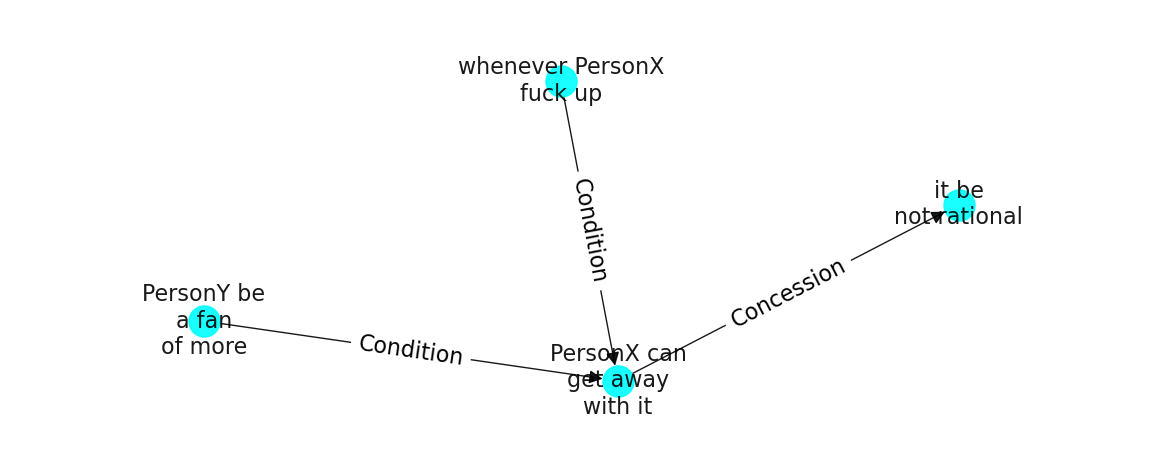 whenever PersonX
fuck up
Condition
it be
not rational
Concession
PersonY be
a fan
of more
Condition
PersonX can
get away
with it